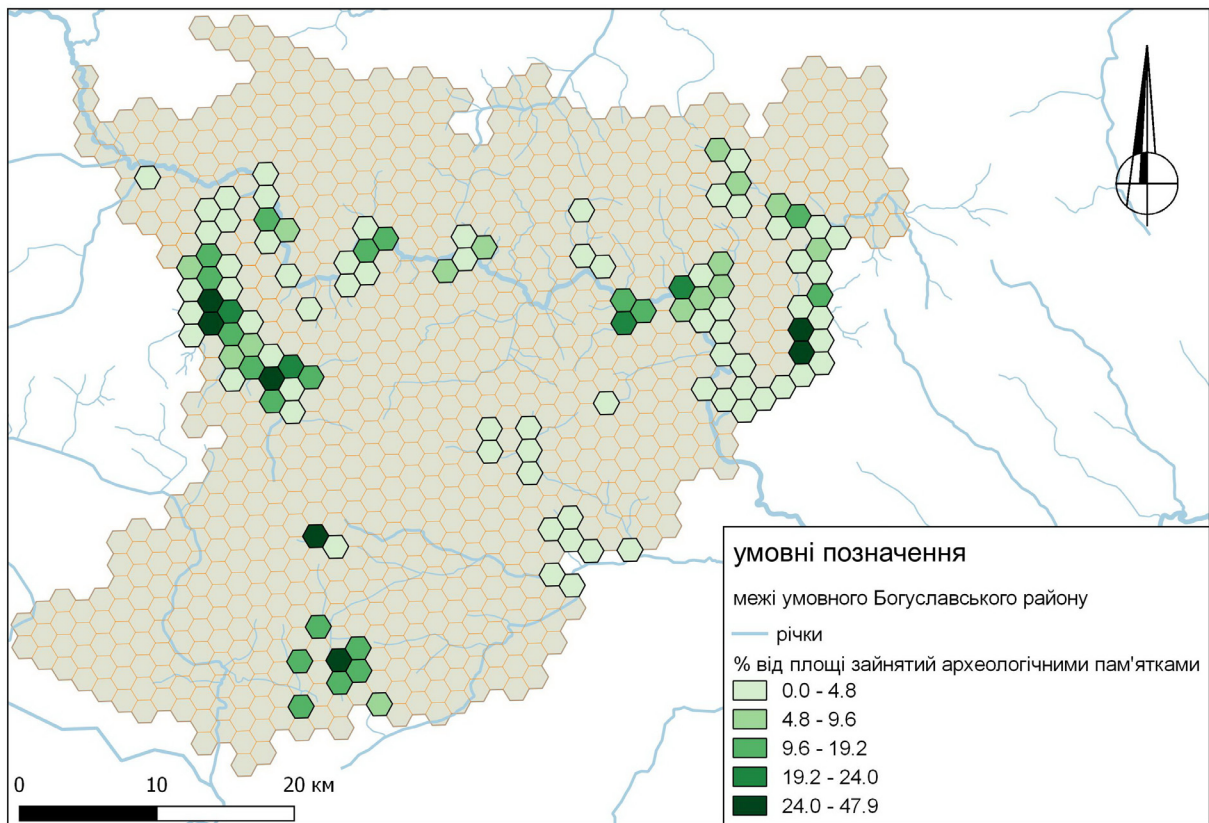 умовні позначення
межі умовного Богуславського району
річки
% від площі зайнятий археологічними пам'ятками
0.0 - 4.8
4.8 - 9.6
9.6 - 19.2
19.2 - 24.0
24.0 - 47.9
0 10 20 км